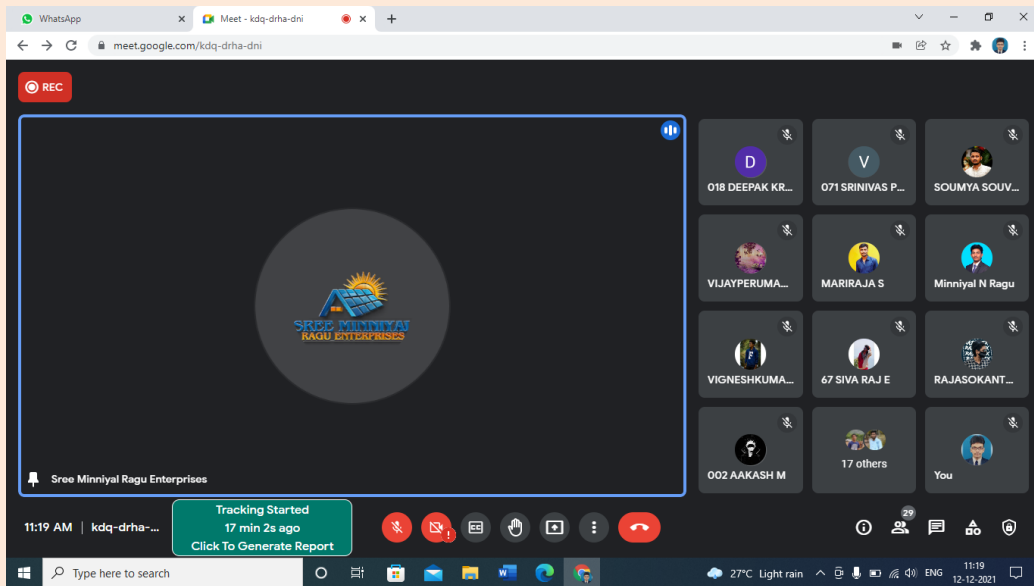 WhatsApp
Meet - kdq-drha-dni
meet.google.com/kdq-drha-dni
REC
SREE MINNIYAL
RAGU ENTERPRISES
Sree Minniyal Ragu Enterprises
D
018 DEEPAK KR...
V
071 SRINIVAS P...
SOUMYA SOUV...
VIJAYPERUMA...
MARIRAJA S
Minniyal N Ragu
VIGNESHKUMA...
67 SIVA RAJ E
RAJASOKANT...
002 AAKASH M
17 others
You
11:19 AM | kdq-drha-...
Tracking Started
17 min 2s ago
Click To Generate Report
29
Type here to search
27°C Light rain
ENG
11:19
12-12-2021